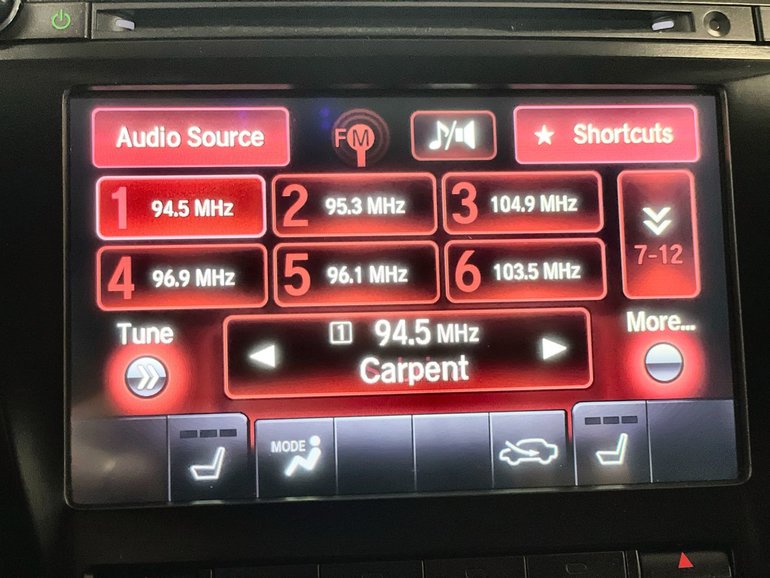 Audio Source
FM
★ Shortcuts
1 94.5 MHz
2 95.3 MHz
3 104.9 MHz
4 96.9 MHz
5 96.1 MHz
6 103.5 MHz
7-12
Tune
1 94.5 MHz
Carpent
More...
MODE